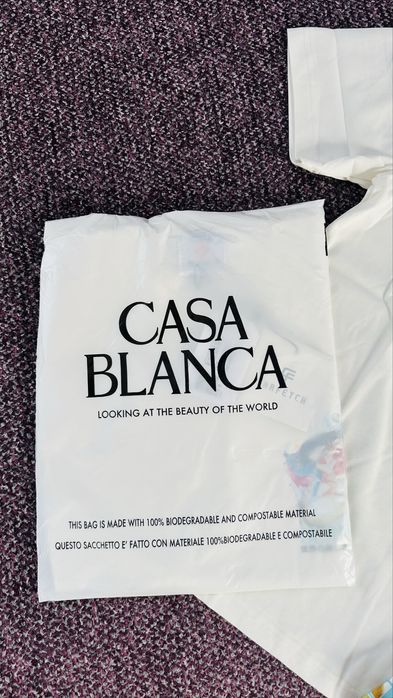 CASA
BLANCA
LOOKING AT THE BEAUTY OF THE WORLD
THIS BAG IS MADE WITH 100% BIODEGRADABLE AND COMPOSTABLE MATERIAL
QUESTO SACCHETTO E' FATTO CON MATERIALE 100%BIODEGRADABLE E COMPOSTABILE